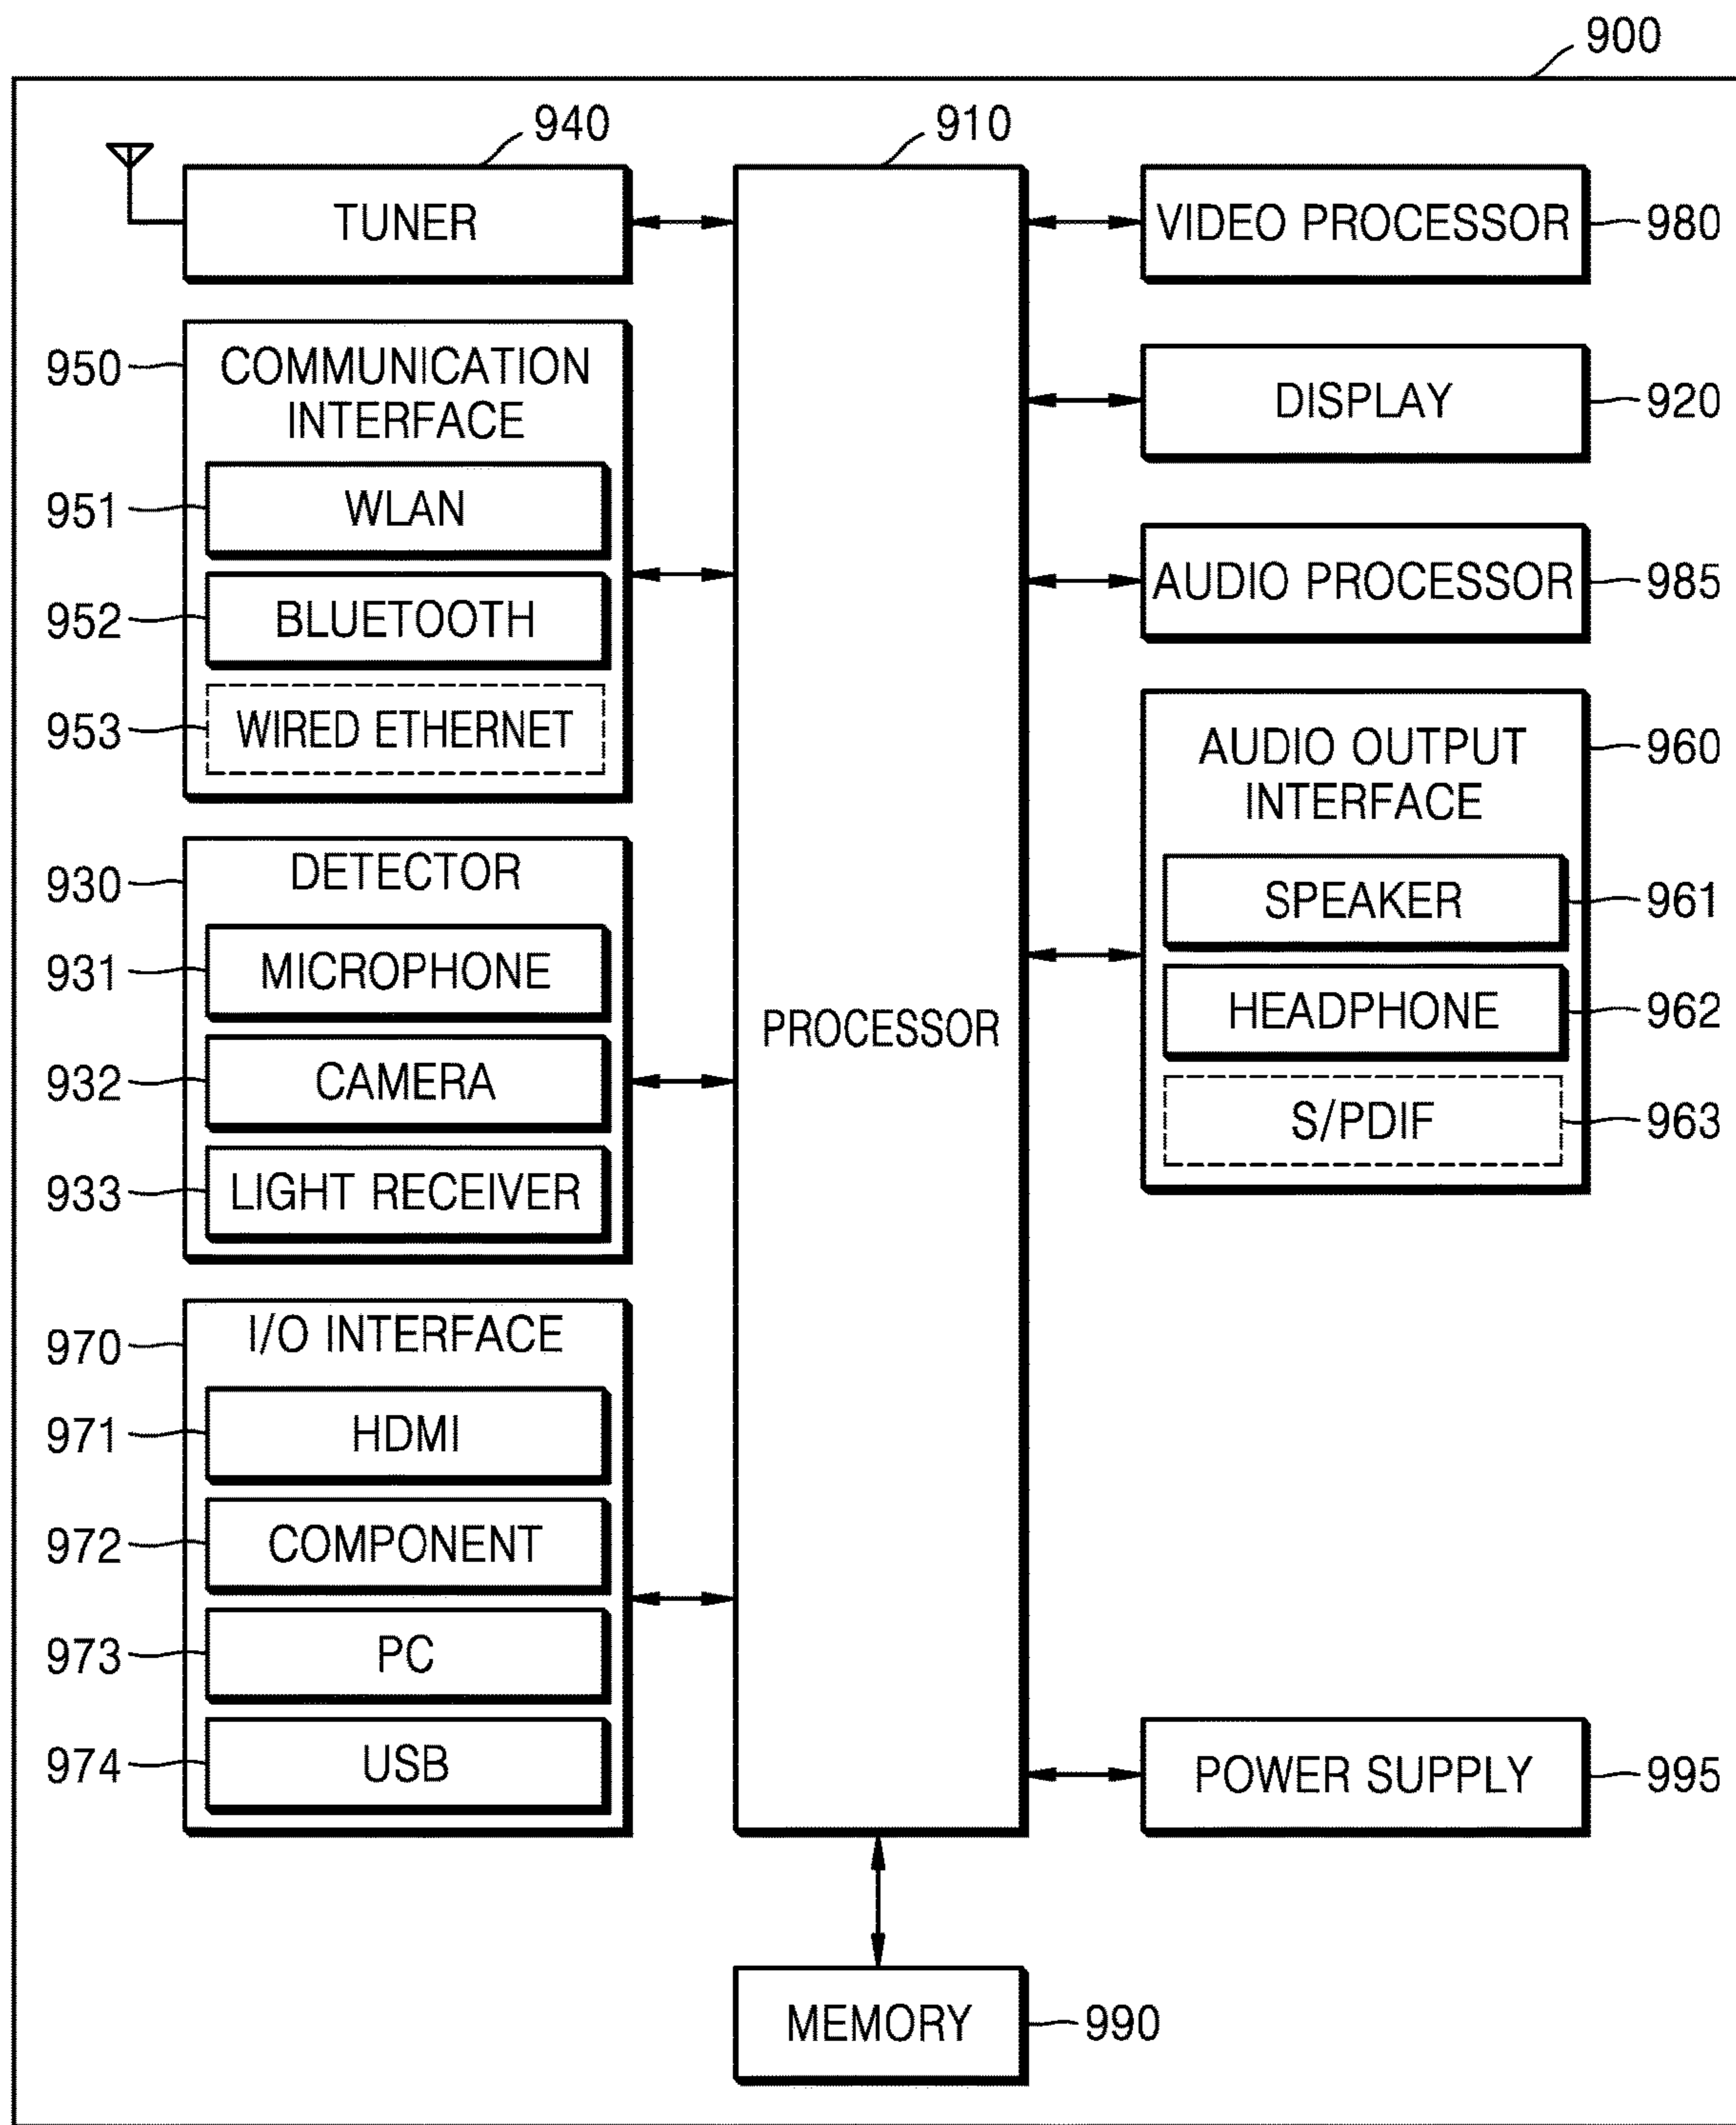 900
940
910
TUNER
VIDEO PROCESSOR
980
950
COMMUNICATION
INTERFACE
951
WLAN
952
BLUETOOTH
953
WIRED ETHERNET
DISPLAY
920
AUDIO PROCESSOR
985
930
DETECTOR
931
MICROPHONE
932
CAMERA
933
LIGHT RECEIVER
PROCESSOR
AUDIO OUTPUT
INTERFACE
960
SPEAKER
961
HEADPHONE
962
S/PDIF
963
970
I/O INTERFACE
971
HDMI
972
COMPONENT
973
PC
974
USB
POWER SUPPLY
995
MEMORY
990